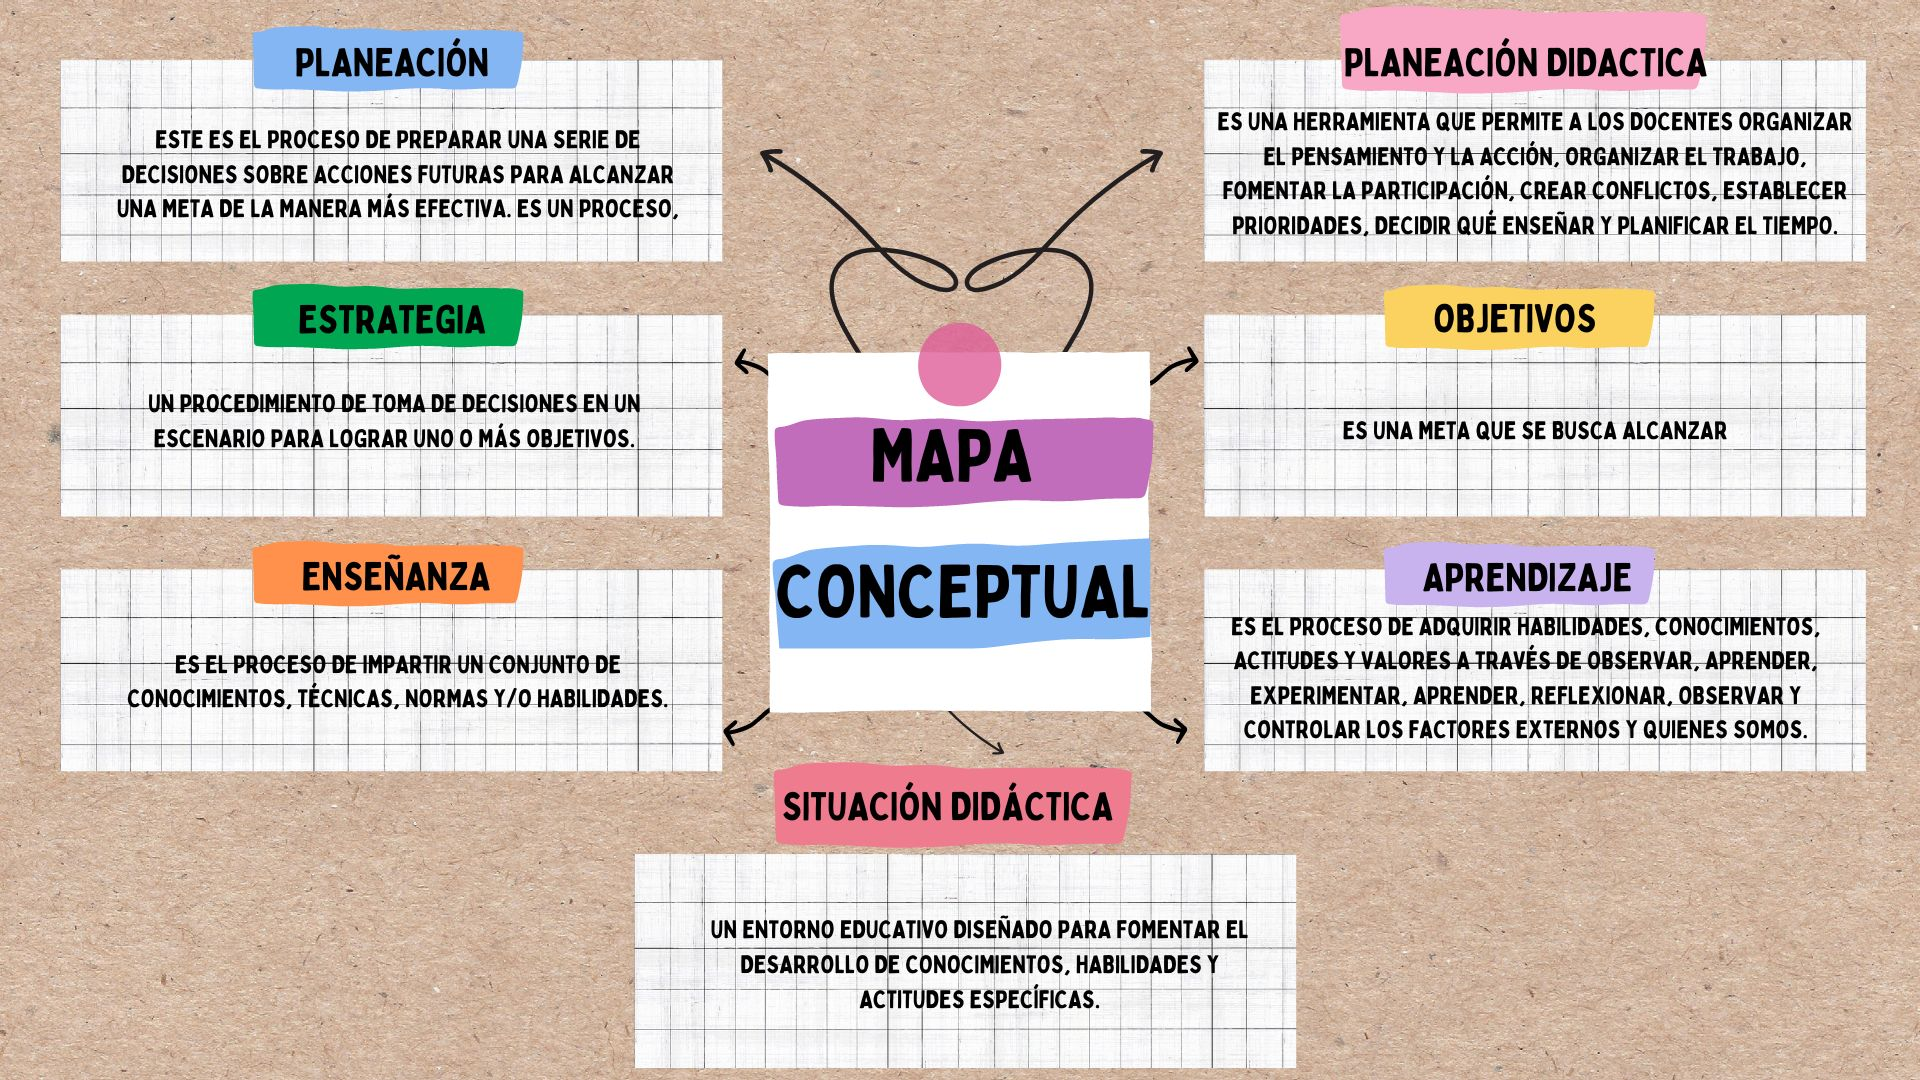 PLANEACIÓN
ESTE ES EL PROCESO DE PREPARAR UNA SERIE DE
DECISIONES SOBRE ACCIONES FUTURAS PARA ALCANZAR
UNA META DE LA MANERA MÁS EFECTIVA. ES UN PROCESO,
PLANEACIÓN DIDACTICA
ES UNA HERRAMIENTA QUE PERMITE A LOS DOCENTES ORGANIZAR
EL PENSAMIENTO Y LA ACCIÓN, ORGANIZAR EL TRABAJO,
FOMENTAR LA PARTICIPACIÓN, CREAR CONFLICTOS, ESTABLECER
PRIORIDADES, DECIDIR QUÉ ENSEÑAR Y PLANIFICAR EL TIEMPO.
ESTRATEGIA
UN PROCEDIMIENTO DE TOMA DE DECISIONES EN UN
ESCENARIO PARA LOGRAR UNO O MÁS OBJETIVOS.
OBJETIVOS
ES UNA META QUE SE BUSCA ALCANZAR
MAPA
CONCEPTUAL
ENSEÑANZA
ES EL PROCESO DE IMPARTIR UN CONJUNTO DE
CONOCIMIENTOS, TÉCNICAS, NORMAS Y/O HABILIDADES.
APRENDIZAJE
ES EL PROCESO DE ADQUIRIR HABILIDADES, CONOCIMIENTOS,
ACTITUDES Y VALORES A TRAVÉS DE OBSERVAR, APRENDER,
EXPERIMENTAR, APRENDER, REFLEXIONAR, OBSERVAR Y
CONTROLAR LOS FACTORES EXTERNOS Y QUIENES SOMOS.
SITUACIÓN DIDÁCTICA
UN ENTORNO EDUCATIVO DISEÑADO PARA FOMENTAR EL
DESARROLLO DE CONOCIMIENTOS, HABILIDADES Y
ACTITUDES ESPECÍFICAS.